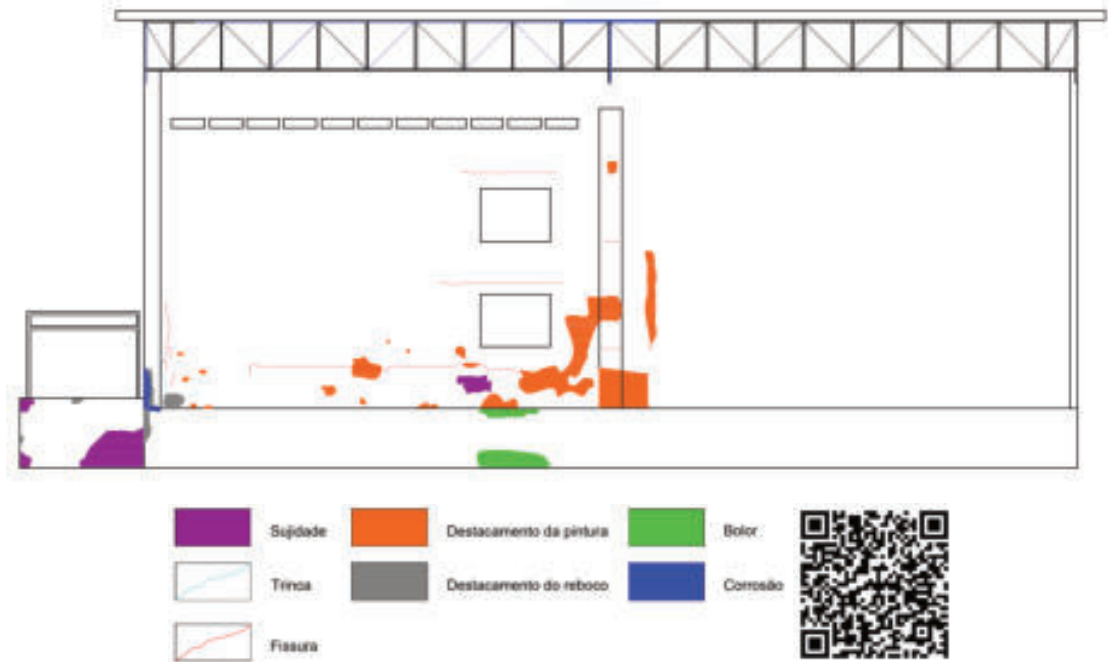 Sujidade
Destacamento da pintura
Bolor
Trinca
Destacamento do reboco
Corrosão
Fissura